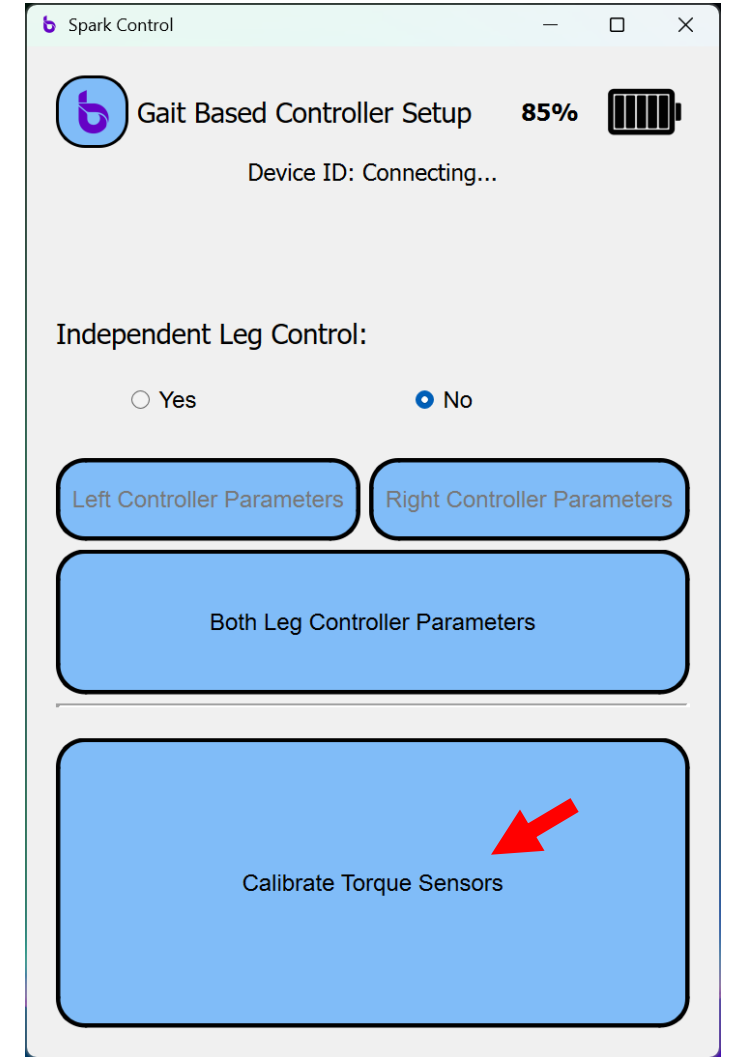 Spark Control
Gait Based Controller Setup 85%
Device ID: Connecting...
Independent Leg Control:
Yes No
Left Controller Parameters Right Controller Parameters
Both Leg Controller Parameters
Calibrate Torque Sensors